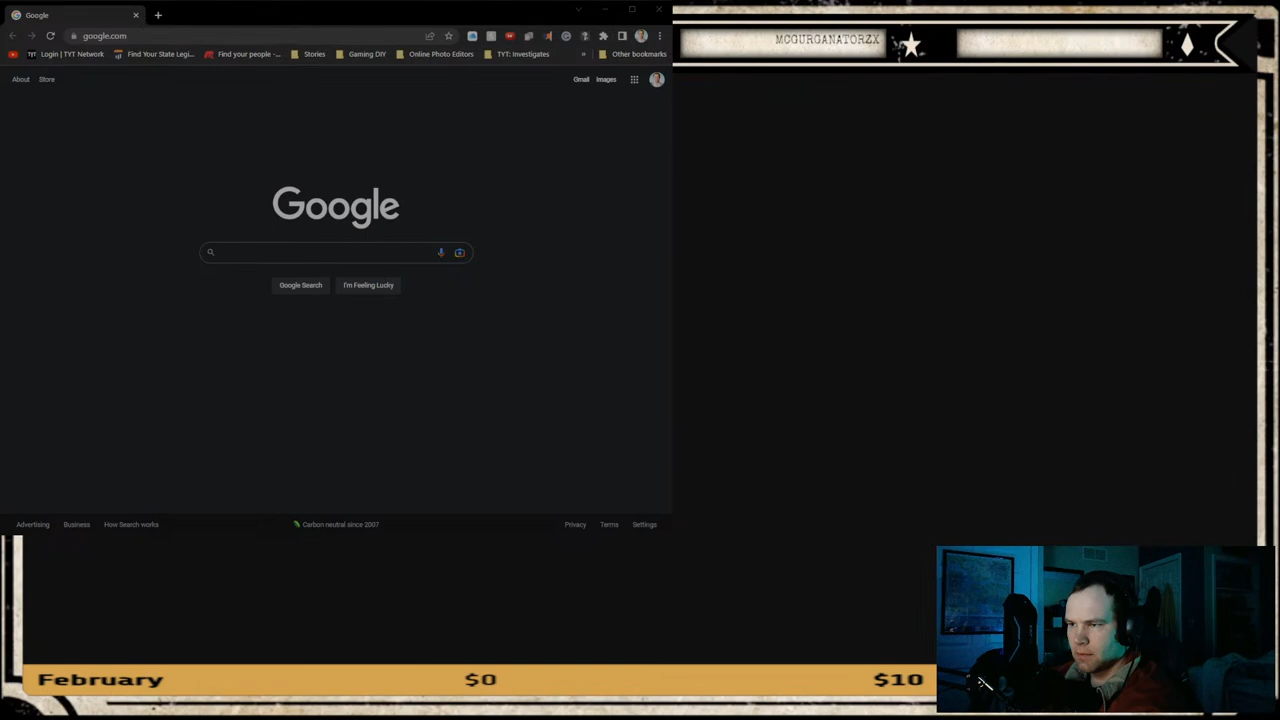 Google
google.com
Login | TYT Network
Find Your State Legi...
Find your people -...
Stories
Gaming DIY
Online Photo Editors
TYT: Investigates
»
Other bookmarks
MCGURGANATORZX
About
Store
Gmail
Images
Google
Google Search
I'm Feeling Lucky
Advertising
Business
How Search works
Carbon neutral since 2007
Privacy
Terms
Settings
February
$0
$10